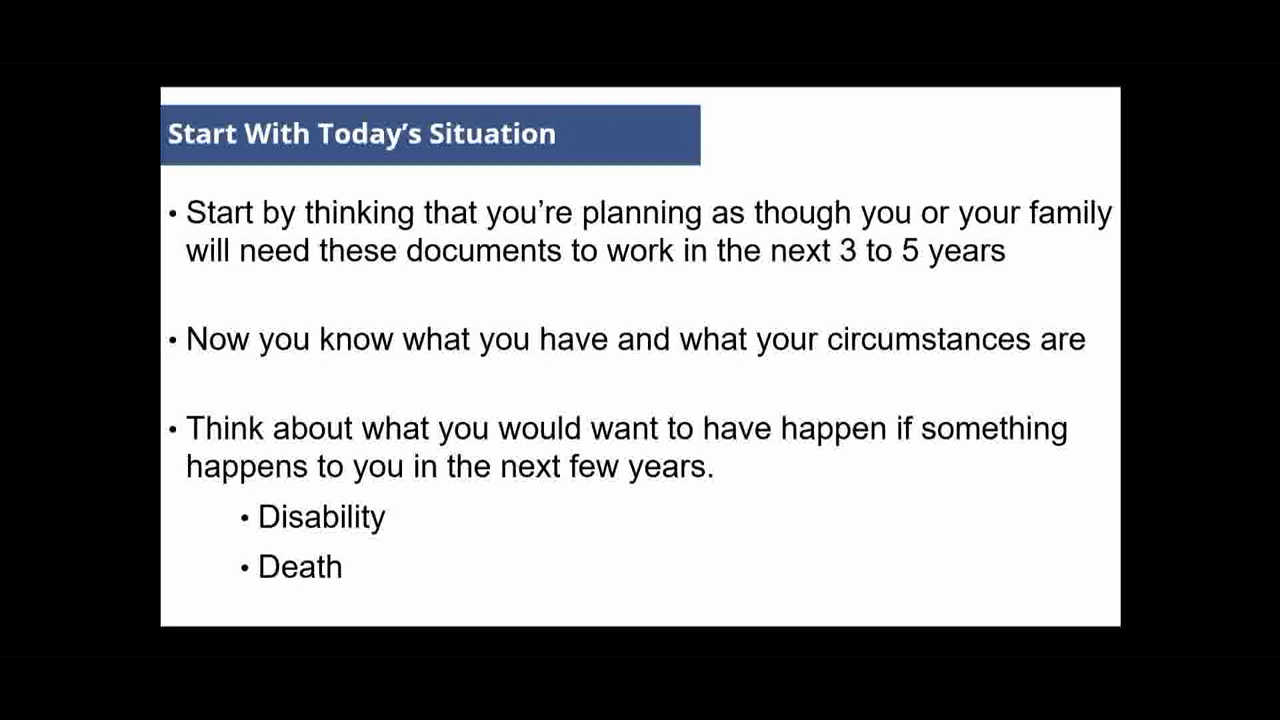 Start With Today’s Situation
• Start by thinking that you’re planning as though you or your family
will need these documents to work in the next 3 to 5 years
• Now you know what you have and what your circumstances are
• Think about what you would want to have happen if something
happens to you in the next few years.
• Disability
• Death